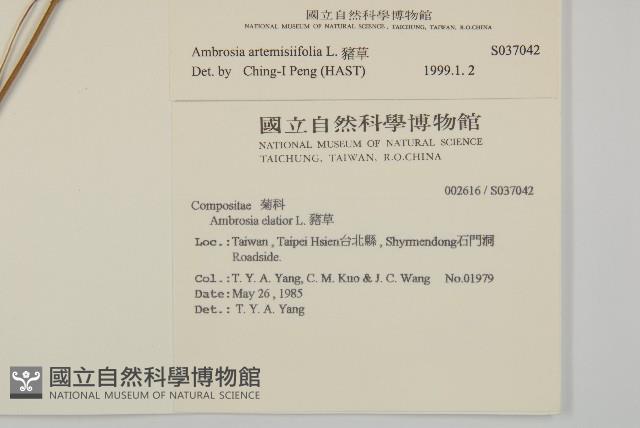 國立自然科學博物館
NATIONAL MUSEUM OF NATURAL SCIENCE, TAICHUNG, TAIWAN, R.O.CHINA
Ambrosia artemisiifolia L. 豬草 S037042
Det. by Ching-I Peng (HAST) 1999.1. 2
國立自然科學博物館
NATIONAL MUSEUM OF NATURAL SCIENCE
TAICHUNG, TAIWAN, R.O.CHINA
002616 / S037042
Compositae 菊科
Ambrosia elatior L. 豬草
Loc.:Taiwan , Taipei Hsien台北縣 , Shyrmendong石門洞
Roadside.
Col.:T. Y. A. Yang, C. M. Kuo & J. C. Wang No.01979
Date:May 26 , 1985
Det.: T. Y. A. Yang
國立自然科學博物館
NATIONAL MUSEUM OF NATURAL SCIENCE